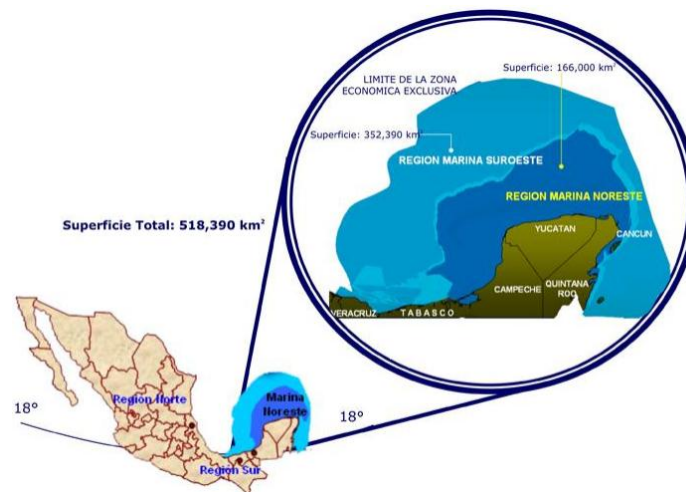 Superficie: 166,000 km²
LIMITE DE LA ZONA
ECONOMICA EXCLUSIVA
Superficie: 352,390 km²
REGION MARINA SUROESTE
REGION MARINA NORESTE
Superficie Total: 518,390 km²
YUCATAN
CANCUN
CAMPECHE
QUINTANA
ROO
VERACRUZ
TABASCO
18°
Región Norte
Marina
Noreste
18°
Región Sur